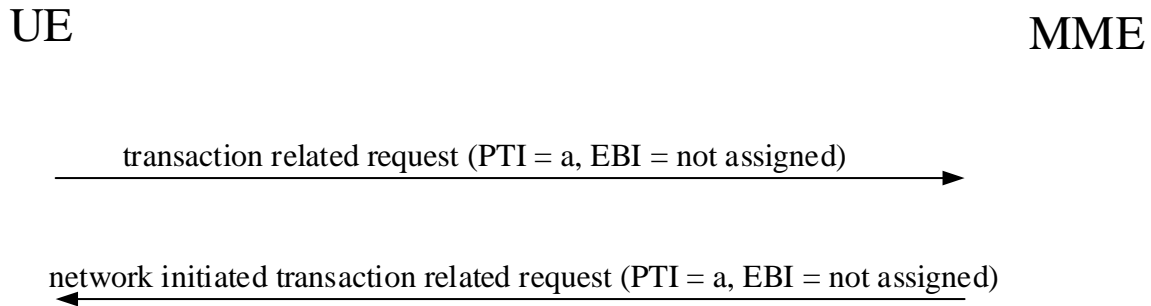 UE
MME
transaction related request (PTI = a, EBI = not assigned)
network initiated transaction related request (PTI = a, EBI = not assigned)